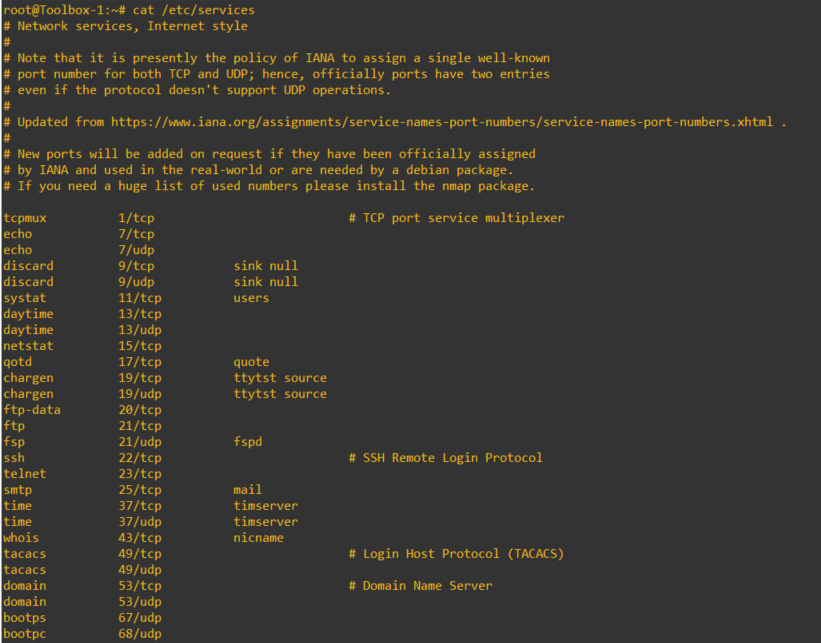 root@Toolbox-1:~# cat /etc/services
# Network services, Internet style
#
# Note that it is presently the policy of IANA to assign a single well-known
# port number for both TCP and UDP; hence, officially ports have two entries
# even if the protocol doesn't support UDP operations.
#
# Updated from https://www.iana.org/assignments/service-names-port-numbers/service-names-port-numbers.xhtml .
#
# New ports will be added on request if they have been officially assigned
# by IANA and used in the real-world or are needed by a debian package.
# If you need a huge list of used numbers please install the nmap package.

tcpmux          1/tcp                           # TCP port service multiplexer
echo            7/tcp
echo            7/udp
discard         9/tcp           sink null
discard         9/udp           sink null
systat          11/tcp          users
daytime         13/tcp
daytime         13/udp
netstat         15/tcp
qotd            17/tcp          quote
chargen         19/tcp          ttytst source
chargen         19/udp          ttytst source
ftp-data        20/tcp
ftp             21/tcp
fsp             21/udp          fspd
ssh             22/tcp                          # SSH Remote Login Protocol
telnet          23/tcp
smtp            25/tcp          mail
time            37/tcp          timserver
time            37/udp          timserver
whois           43/tcp          nicname
tacacs          49/tcp                          # Login Host Protocol (TACACS)
tacacs          49/udp
domain          53/tcp                          # Domain Name Server
domain          53/udp
bootps          67/udp
bootpc          68/udp